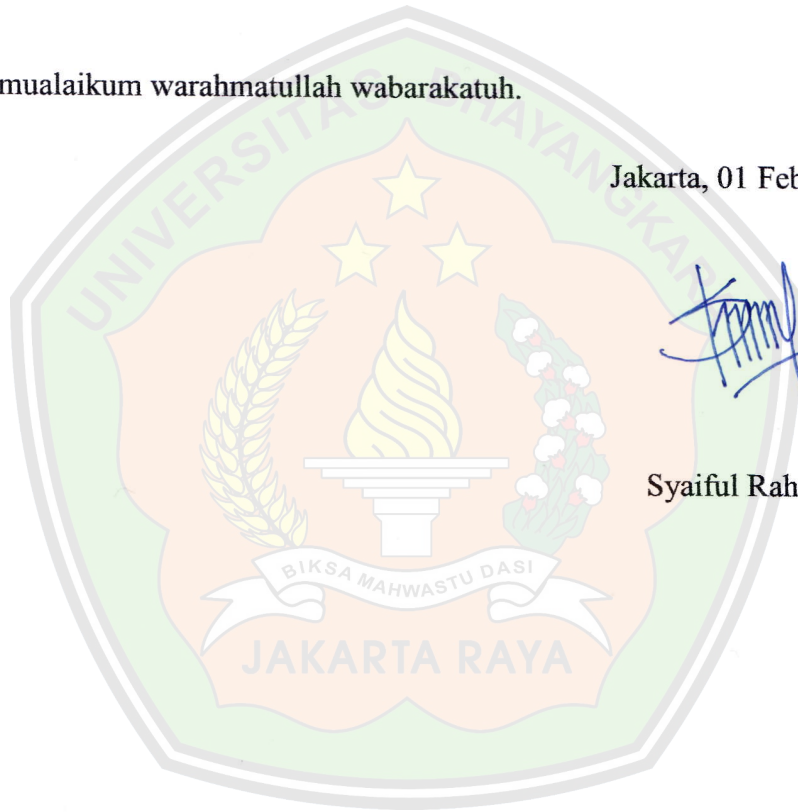 mualaikum warahmatullah wabarakatuh.
Jakarta, 01 Feb
Syaiful Rah
UNIVERSITAS BHAYANGKARA
BIKSA MAHWASTU DASI
JAKARTA RAYA